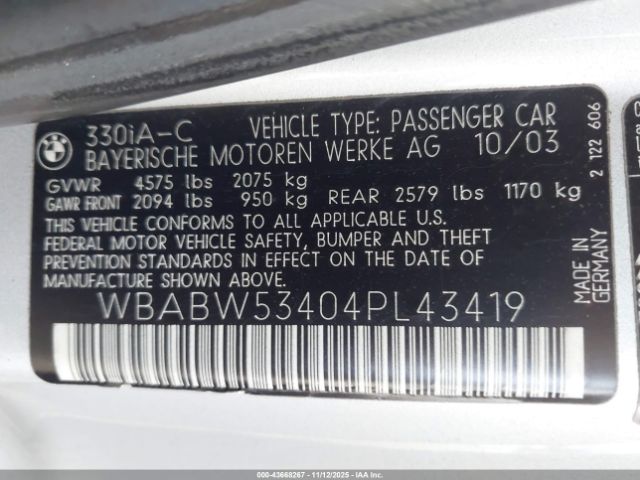 BMW
330iA-C VEHICLE TYPE: PASSENGER CAR
BAYERISCHE MOTOREN WERKE AG 10/03
GVWR 4575 lbs 2075 kg
GAWR FRONT 2094 lbs 950 kg REAR 2579 lbs 1170 kg
THIS VEHICLE CONFORMS TO ALL APPLICABLE U.S.
FEDERAL MOTOR VEHICLE SAFETY, BUMPER AND THEFT
PREVENTION STANDARDS IN EFFECT ON THE DATE OF
MANUFACTURE SHOWN ABOVE.
WBABW53404PL43419
MADE IN
GERMANY
2 122 606
000-43668267 - 11/12/2025 - COPART